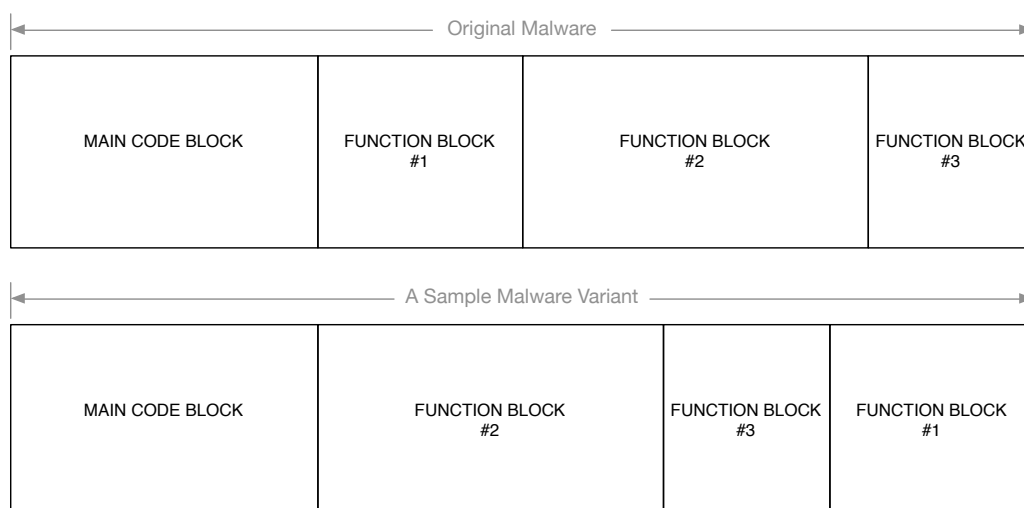 Original Malware
MAIN CODE BLOCK
FUNCTION BLOCK
#1
FUNCTION BLOCK
#2
FUNCTION BLOCK
#3
A Sample Malware Variant
MAIN CODE BLOCK
FUNCTION BLOCK
#2
FUNCTION BLOCK
#3
FUNCTION BLOCK
#1